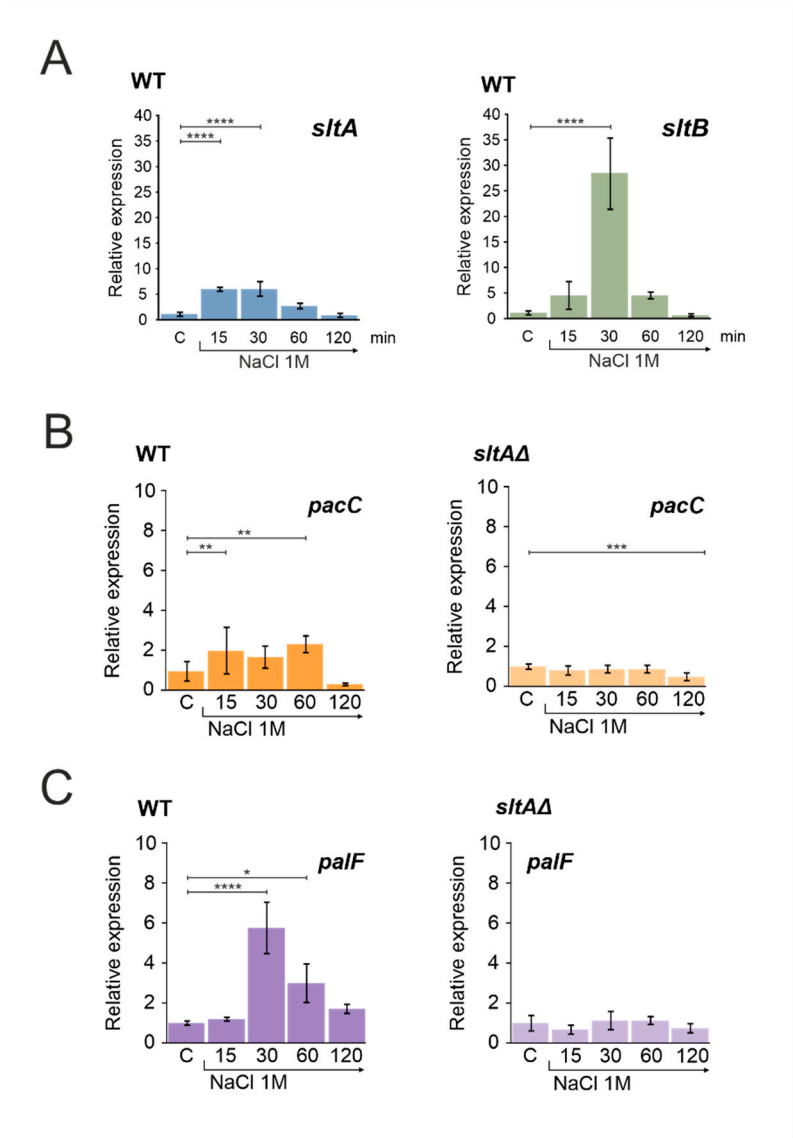 A
WT
sltA
Relative expression
40
35
30
25
20
15
10
5
0
****
****
C 15 30 60 120 min
NaCl 1M
WT
sltB
Relative expression
40
35
30
25
20
15
10
5
0
****
C 15 30 60 120 min
NaCl 1M
B
WT
pacC
Relative expression
10
8
6
4
2
0
**
**
C 15 30 60 120
NaCl 1M
sltAΔ
pacC
Relative expression
10
8
6
4
2
0
***
C 15 30 60 120
NaCl 1M
C
WT
palF
Relative expression
10
8
6
4
2
0
*
****
C 15 30 60 120
NaCl 1M
sltAΔ
palF
Relative expression
10
8
6
4
2
0
C 15 30 60 120
NaCl 1M